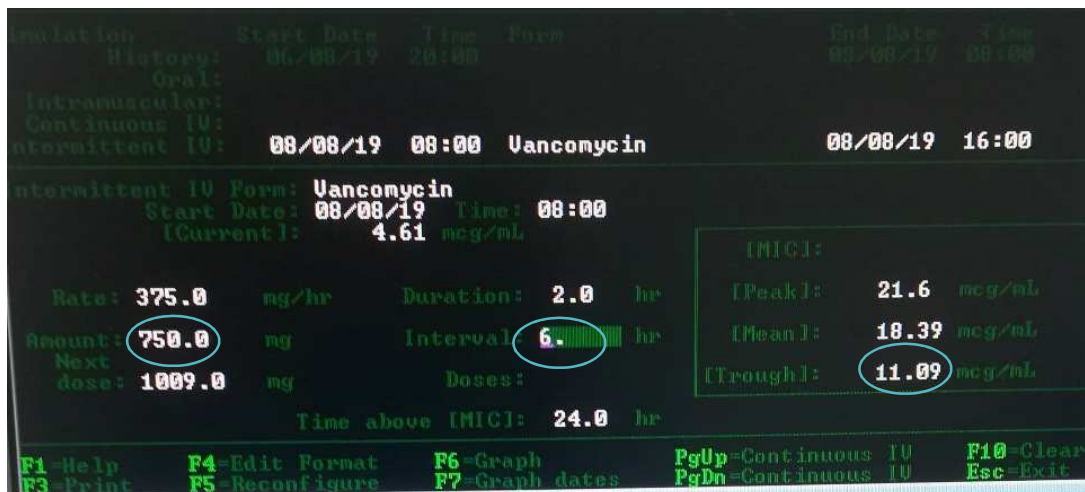 Start Date Time Form End Date Time
History: 06/08/19 20:00 08:00
Oral:
Intramuscular:
Continuous IV:
ntermittent IV: 08/08/19 08:00 Vancomycin 08/08/19 16:00
ntermittent IV Form: Vancomycin
Start Date: 08/08/19 Time: 08:00
[Current]: 4.61 mcg/mL
[MIC]:
Rate: 375.0 mg/hr Duration: 2.0 hr [Peak]: 21.6 mcg/mL
Amount: 750.0 mg Interval: 6. hr [Mean]: 18.39 mcg/mL
Next
dose: 1009.0 mg Doses: [Trough]: 11.09 mcg/mL
Time above [MIC]: 24.0 hr
F1=Help F4=Edit Format F6=Graph PgUp=Continuous IV F10=Clear
F3=Print F5=Reconfigure F7=Graph dates PgDn=Continuous IV Esc=Exit